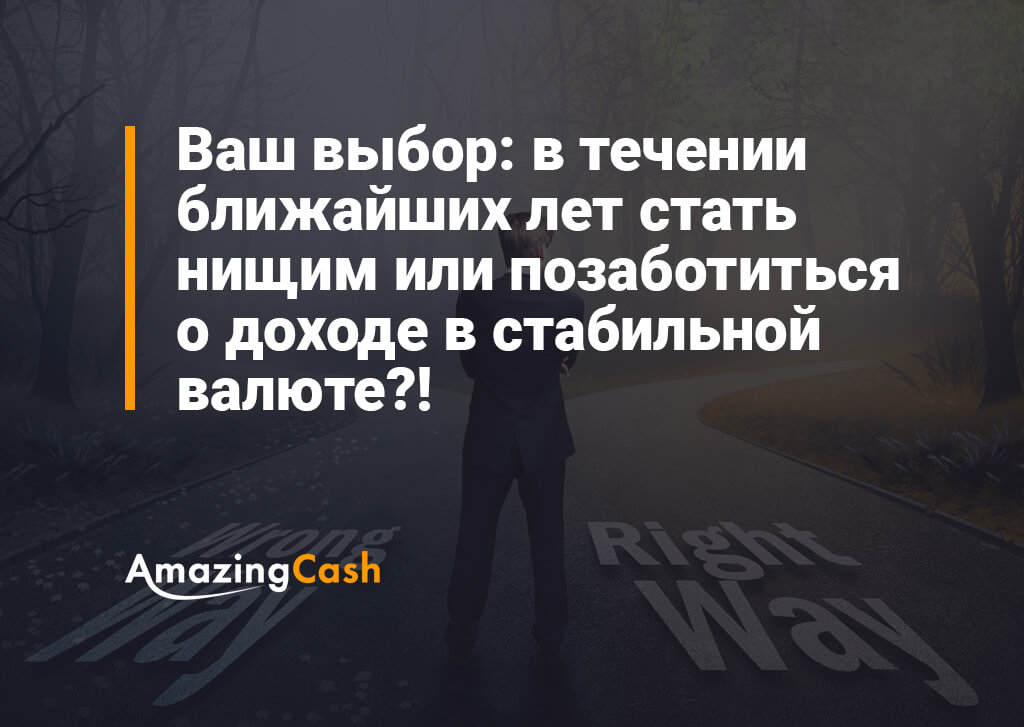 Ваш выбор: в течении
ближайших лет стать
нищим или позаботиться
о доходе в стабильной
валюте?!
Wrong
Way
Right
Way
AmazingCash